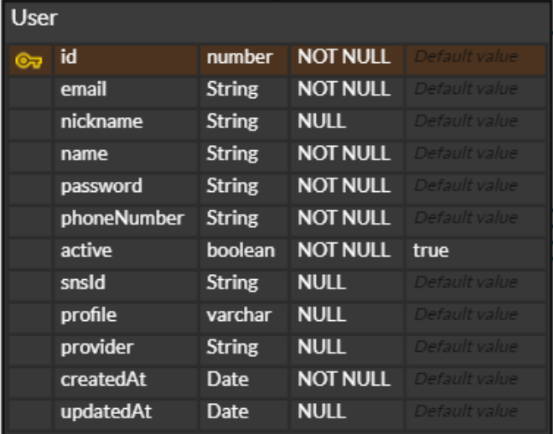 User
id number NOT NULL Default value
email String NOT NULL Default value
nickname String NULL Default value
name String NOT NULL Default value
password String NOT NULL Default value
phoneNumber String NOT NULL Default value
active boolean NOT NULL true
snsId String NULL Default value
profile varchar NULL Default value
provider String NULL Default value
createdAt Date NOT NULL Default value
updatedAt Date NULL Default value